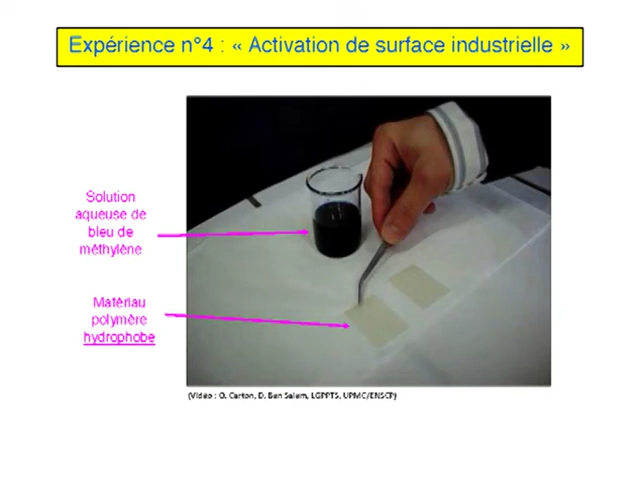 Expérience n°4 : « Activation de surface industrielle »
Solution
aqueuse de
bleu de
méthylène
Matériau
polymère
hydrophobe
(Vidéo : O. Carton, D. Ben Salem, LGPPTS, UPMC/ENSCP)